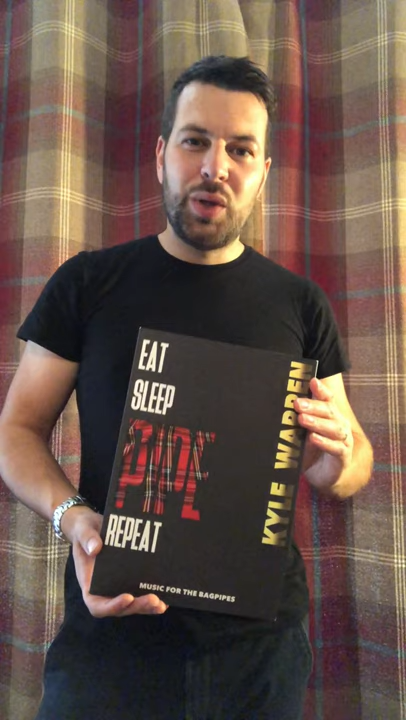 EAT
SLEEP
PIPE
REPEAT
KYLE WARREN
MUSIC FOR THE BAGPIPES